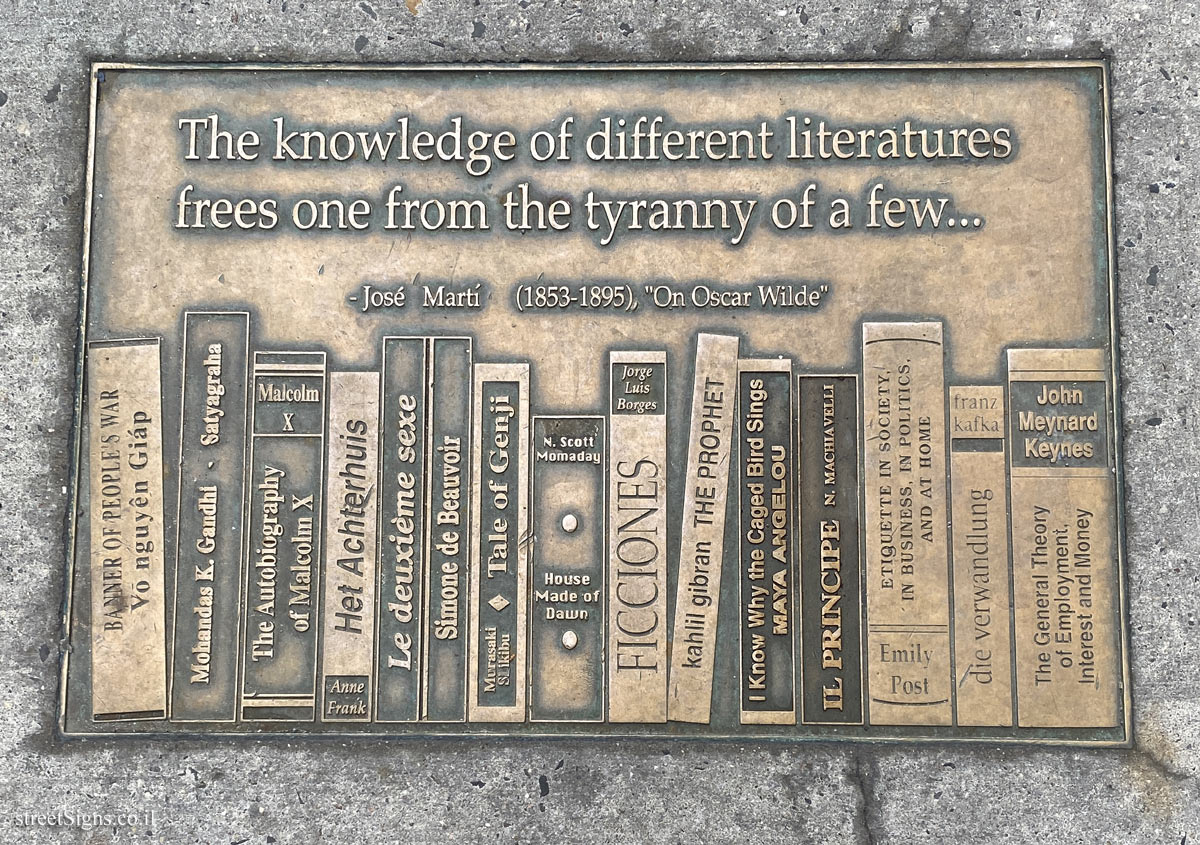 The knowledge of different literatures
frees one from the tyranny of a few...
- José Martí (1853-1895), "On Oscar Wilde"
BANNER OF PEOPLE'S WAR
Vo nguyên Giáp
Mohandas K. Gandhi - Satyagraha
Malcolm
X
The Autobiography
of Malcoln X
Het Achterhuis
Anne
Frank
Le deuxiéme sexe
Simone de Beauvoir
Murasaki
Sikibu
Tale of Genji
N. Scott
Momaday
House
Made of
Dawn
Jorge
Luis
Borges
FICCIONES
kahlil gibran THE PROPHET
I Know Why the Caged Bird Sings
MAYA ANGELOU
IL PRINCIPE N. MACHIAVELLI
ETIQUETTE IN SOCIETY,
IN BUSINESS, IN POLITICS,
AND AT HOME
Emily
Post
franz
kafka
die verwandlung
John
Meynard
Keynes
The General Theory
of Employment,
Interest and Money
streetSigns.co.il